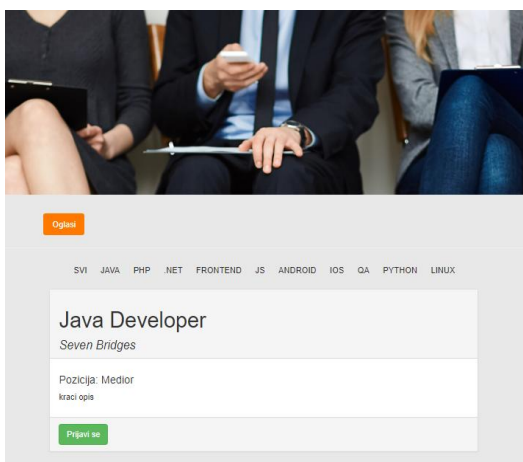 Oglasi
SVI JAVA PHP .NET FRONTEND JS ANDROID IOS QA PYTHON LINUX
Java Developer
Seven Bridges
Pozicija: Medior
kraci opis
Prijavi se